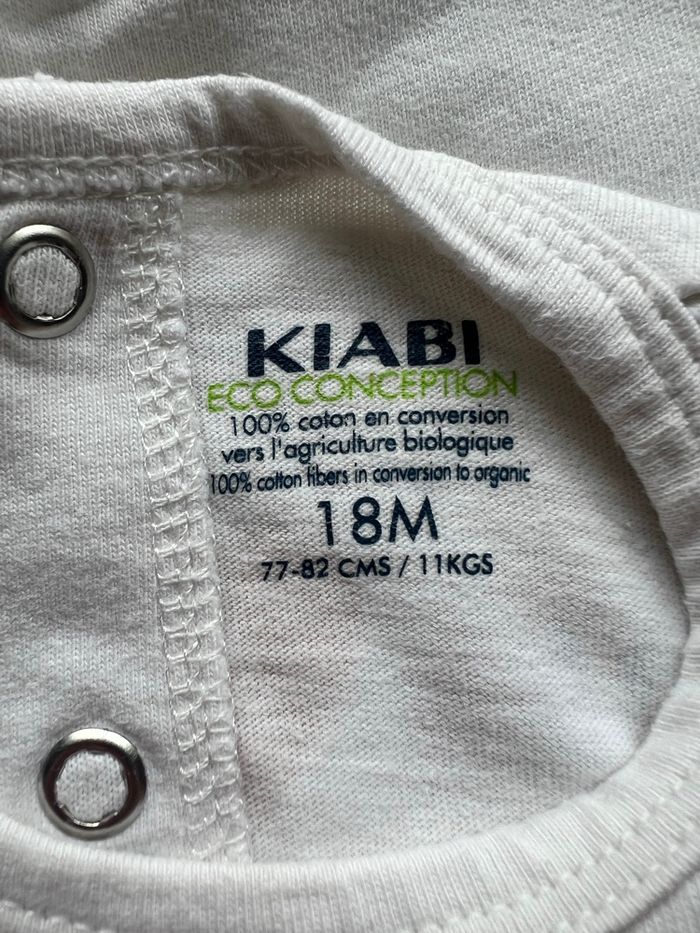 KIABI
ECO CONCEPTION
100% coton en conversion
vers l'agriculture biologique
100% cotton fibers in conversion to organic
18M
77-82 CMS / 11KGS